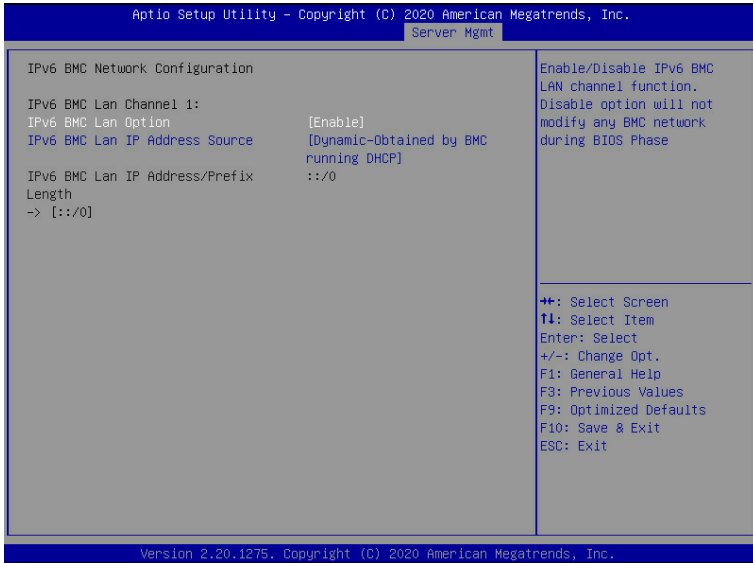 Aptio Setup Utility – Copyright (C) 2020 American Megatrends, Inc.
Server Mgmt
IPv6 BMC Network Configuration
IPv6 BMC Lan Channel 1:
IPv6 BMC Lan Option [Enable]
IPv6 BMC Lan IP Address Source [Dynamic-Obtained by BMC
running DHCP]
IPv6 BMC Lan IP Address/Prefix ::/0
Length
-> [::/0]
Enable/Disable IPv6 BMC
LAN channel function.
Disable option will not
modify any BMC network
during BIOS Phase
→←: Select Screen
↑↓: Select Item
Enter: Select
+/-: Change Opt.
F1: General Help
F3: Previous Values
F9: Optimized Defaults
F10: Save & Exit
ESC: Exit
Version 2.20.1275. Copyright (C) 2020 American Megatrends, Inc.